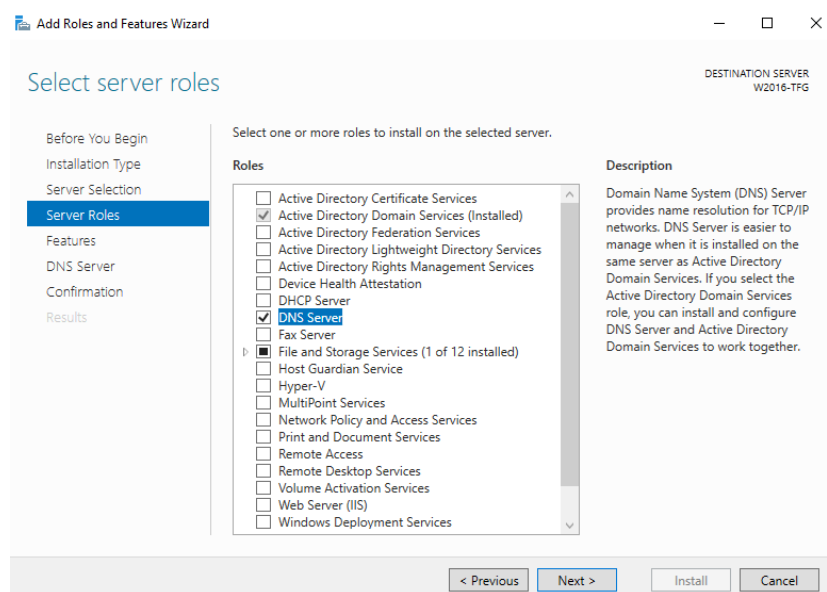 Add Roles and Features Wizard
Select server roles
DESTINATION SERVER
W2016-TFG
Before You Begin
Installation Type
Server Selection
Server Roles
Features
DNS Server
Confirmation
Results
Select one or more roles to install on the selected server.
Roles
Active Directory Certificate Services
Active Directory Domain Services (Installed)
Active Directory Federation Services
Active Directory Lightweight Directory Services
Active Directory Rights Management Services
Device Health Attestation
DHCP Server
DNS Server
Fax Server
File and Storage Services (1 of 12 installed)
Host Guardian Service
Hyper-V
MultiPoint Services
Network Policy and Access Services
Print and Document Services
Remote Access
Remote Desktop Services
Volume Activation Services
Web Server (IIS)
Windows Deployment Services
Description
Domain Name System (DNS) Server
provides name resolution for TCP/IP
networks. DNS Server is easier to
manage when it is installed on the
same server as Active Directory
Domain Services. If you select the
Active Directory Domain Services
role, you can install and configure
DNS Server and Active Directory
Domain Services to work together.
< Previous
Next >
Install
Cancel